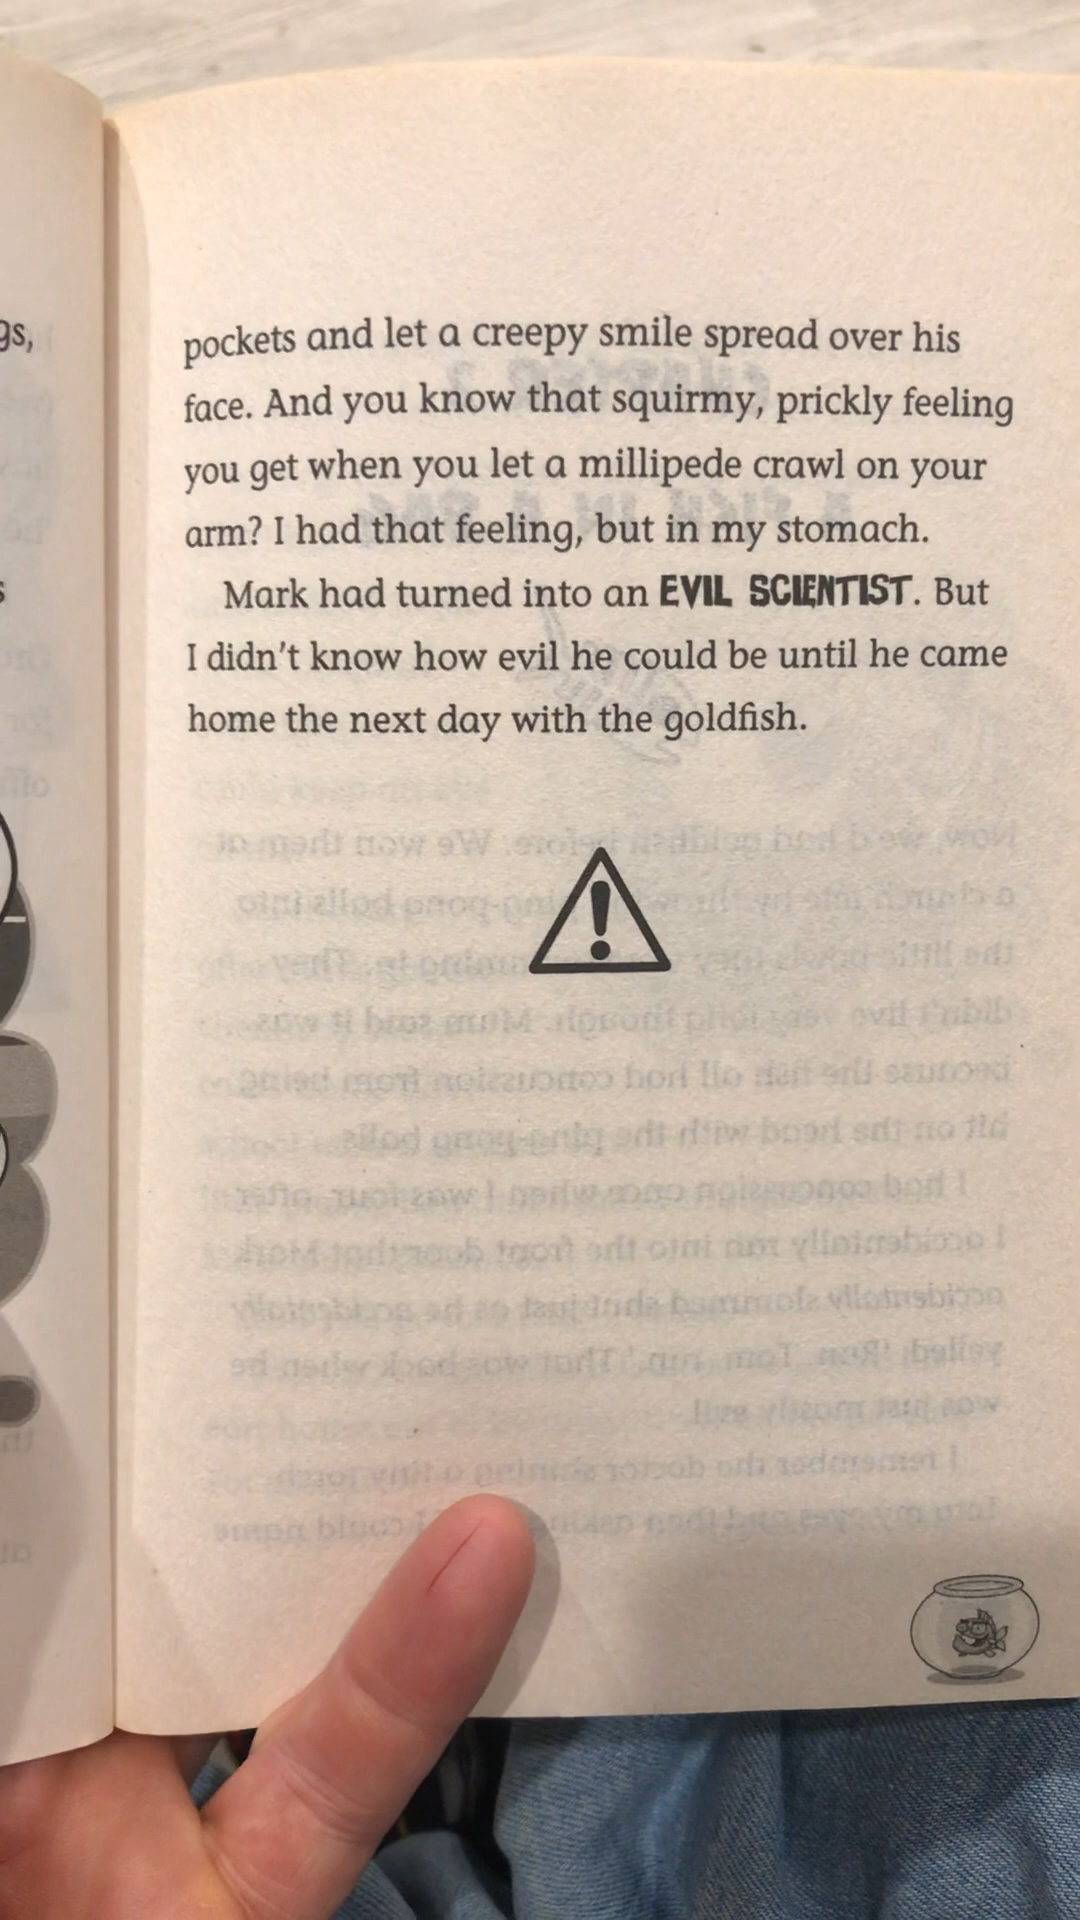 pockets and let a creepy smile spread over his
face. And you know that squirmy, prickly feeling
you get when you let a millipede crawl on your
arm? I had that feeling, but in my stomach.
Mark had turned into an EVIL SCIENTIST. But
I didn't know how evil he could be until he came
home the next day with the goldfish.